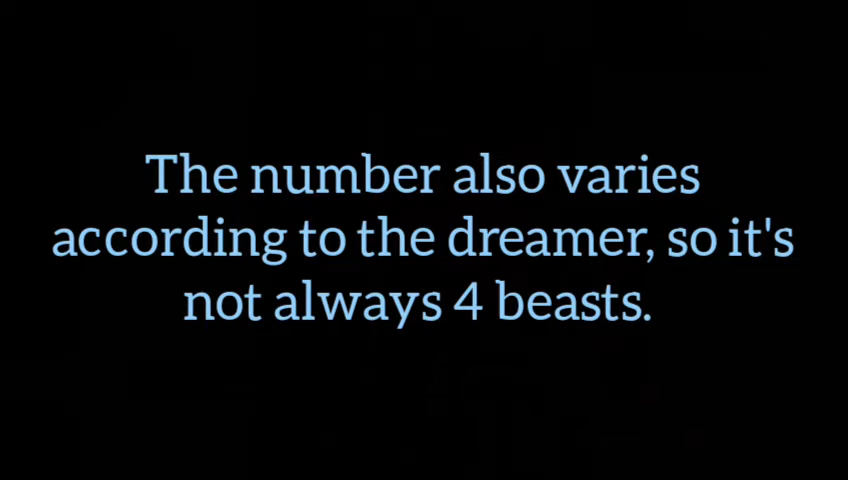 The number also varies
according to the dreamer, so it's
not always 4 beasts.